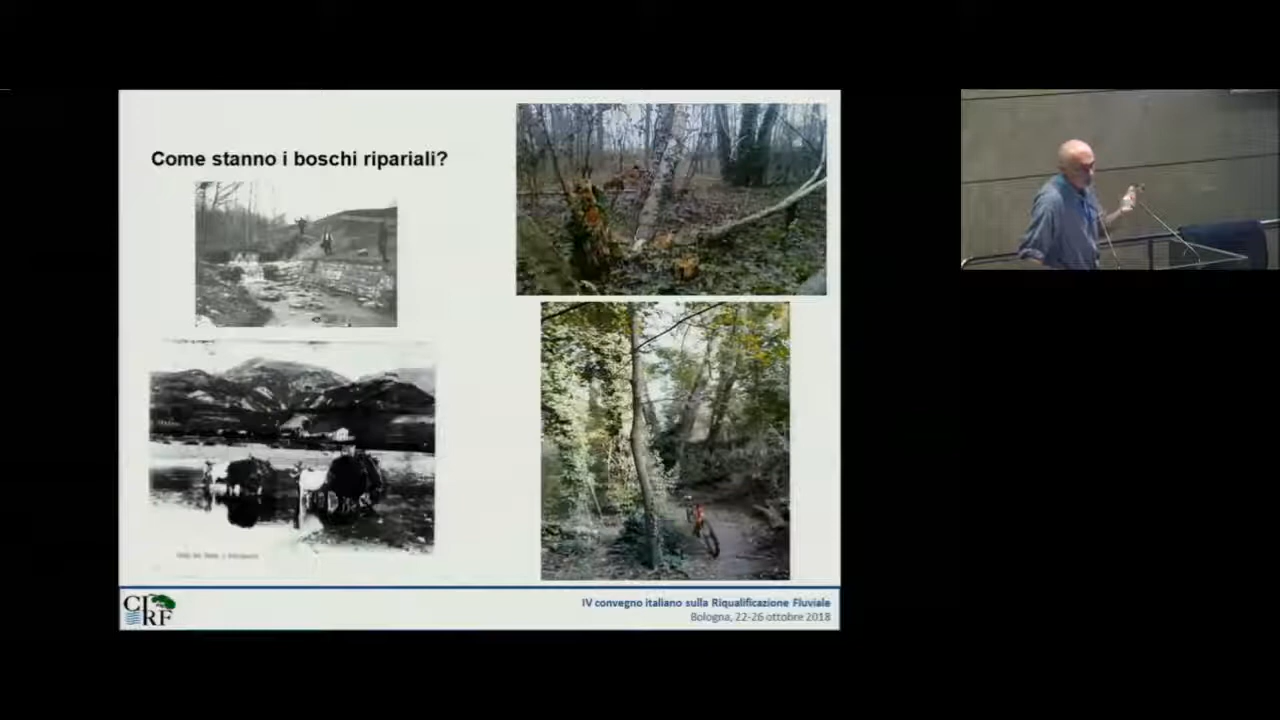 Come stanno i boschi ripariali?
CIRF
IV convegno italiano sulla Riqualificazione Fluviale
Bologna, 22-26 ottobre 2018